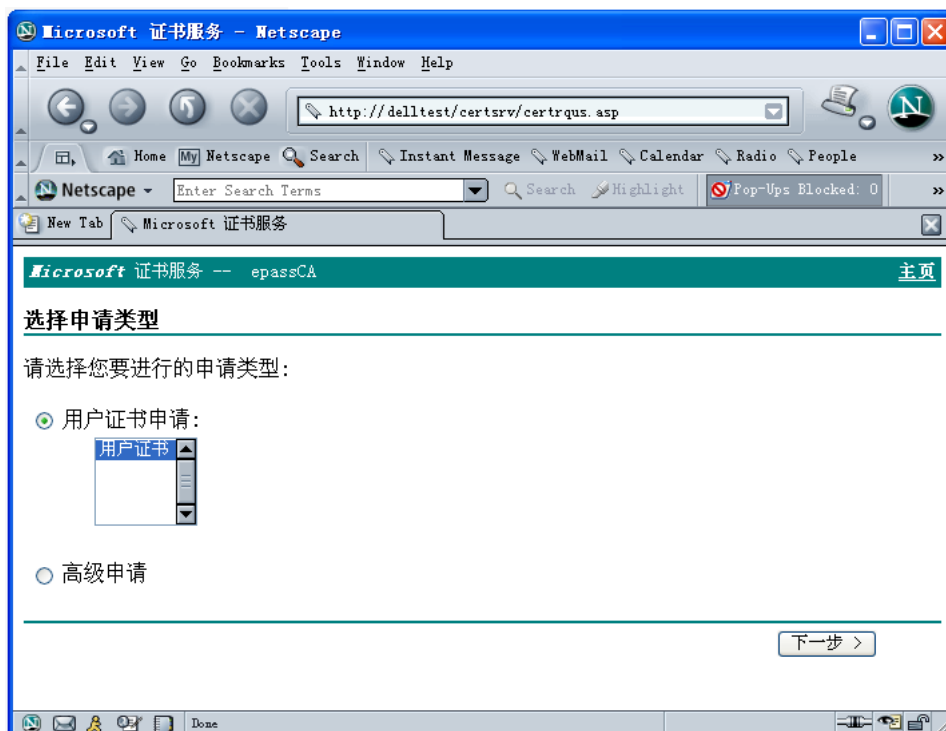 Microsoft 证书服务 - Netscape
File Edit View Go Bookmarks Tools Window Help
http://delltest/certsrv/certrqus.asp
N
Home My Netscape Search Instant Message WebMail Calendar Radio People »
Netscape Enter Search Terms Search Highlight Pop-Ups Blocked: 0 »
New Tab Microsoft 证书服务
Microsoft 证书服务 -- epassCA 主页
选择申请类型
请选择您要进行的申请类型:
用户证书申请:
用户证书
高级申请
下一步 >
Done